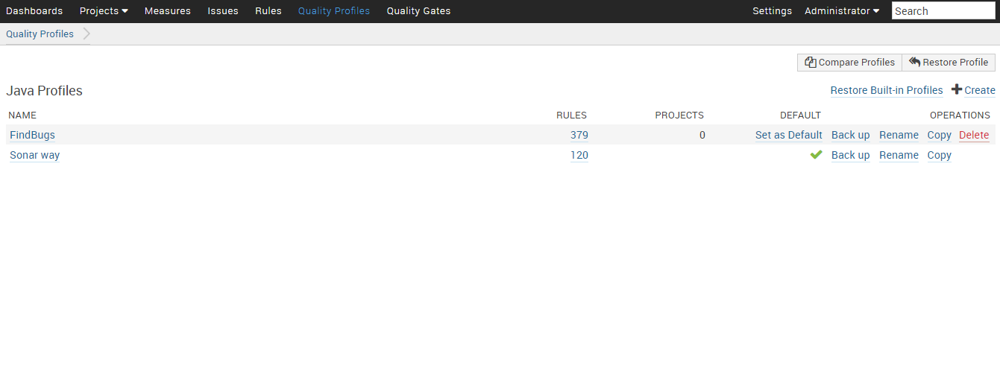 Dashboards Projects Measures Issues Rules Quality Profiles Quality Gates Settings Administrator Search
Quality Profiles
Compare Profiles Restore Profile
Java Profiles Restore Built-in Profiles Create
NAME RULES PROJECTS DEFAULT OPERATIONS
FindBugs 379 0 Set as Default Back up Rename Copy Delete
Sonar way 120 Back up Rename Copy